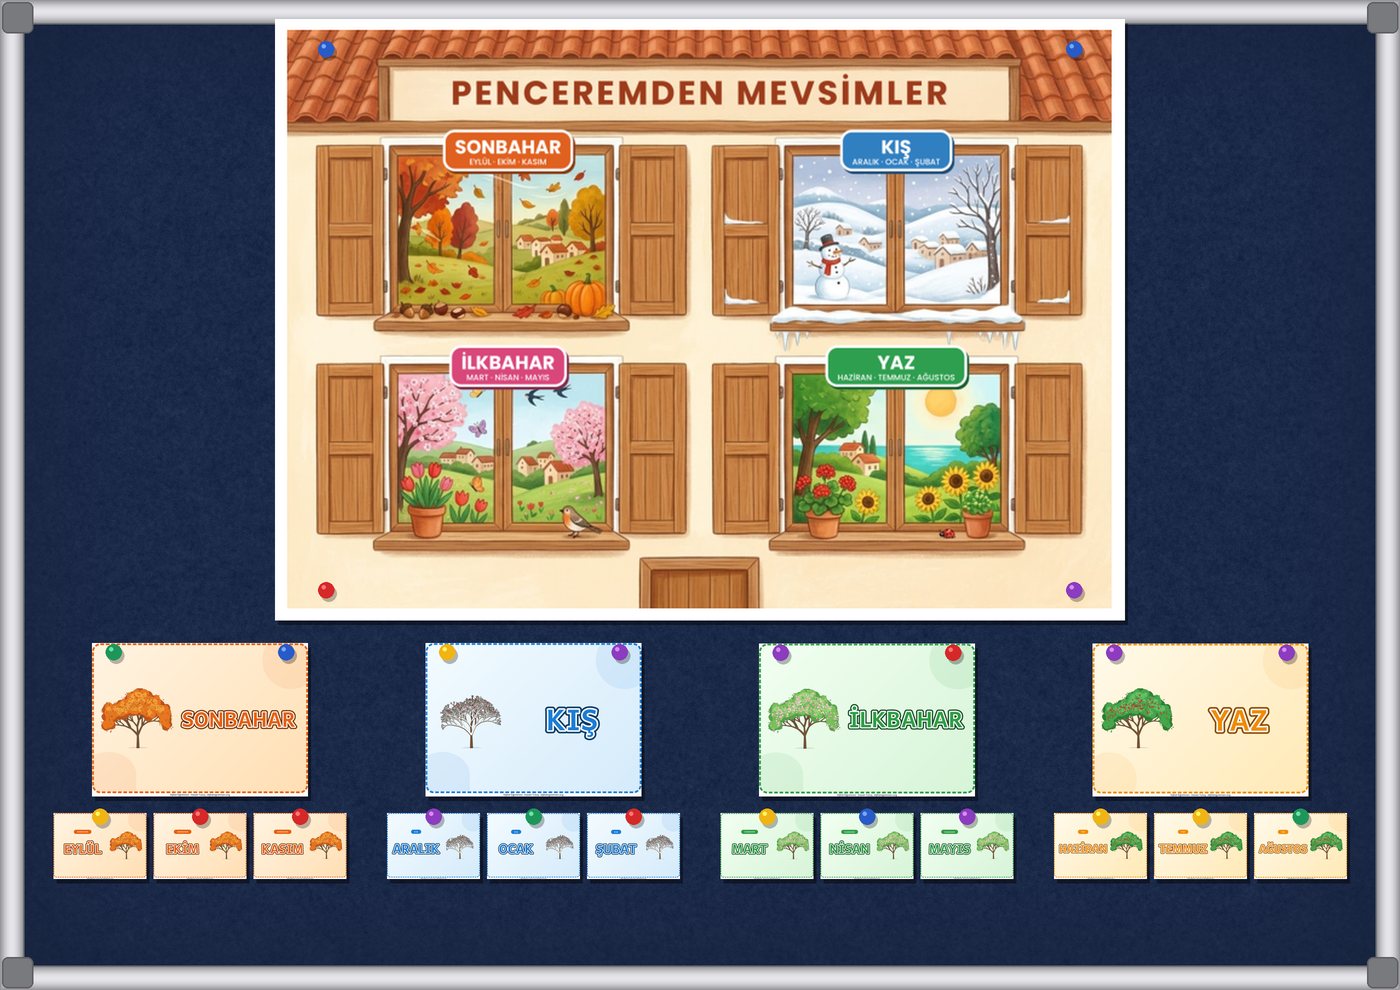 PENCEREMDEN MEVSİMLER
SONBAHAR
EYLÜL · EKİM · KASIM
KIŞ
ARALIK · OCAK · ŞUBAT
İLKBAHAR
MART · NİSAN · MAYIS
YAZ
HAZİRAN · TEMMUZ · AĞUSTOS
SONBAHAR
KIŞ
İLKBAHAR
YAZ
EYLÜL
EKİM
KASIM
ARALIK
OCAK
ŞUBAT
MART
NİSAN
MAYIS
HAZİRAN
TEMMUZ
AĞUSTOS